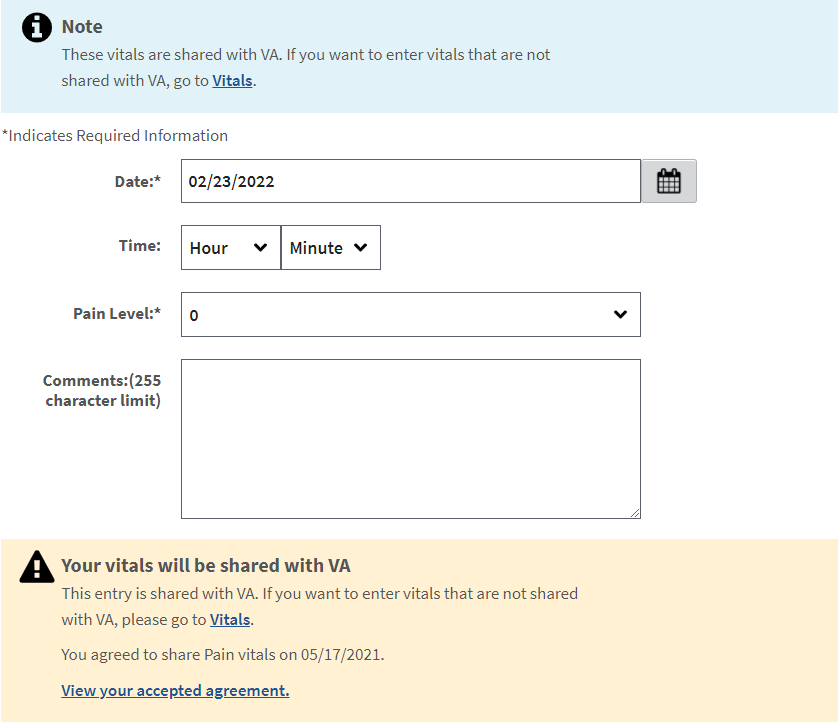 Note
These vitals are shared with VA. If you want to enter vitals that are not
shared with VA, go to Vitals.
*Indicates Required Information
Date:* 02/23/2022
Time: Hour Minute
Pain Level:* 0
Comments:(255
character limit)
Your vitals will be shared with VA
This entry is shared with VA. If you want to enter vitals that are not shared
with VA, please go to Vitals.
You agreed to share Pain vitals on 05/17/2021.
View your accepted agreement.